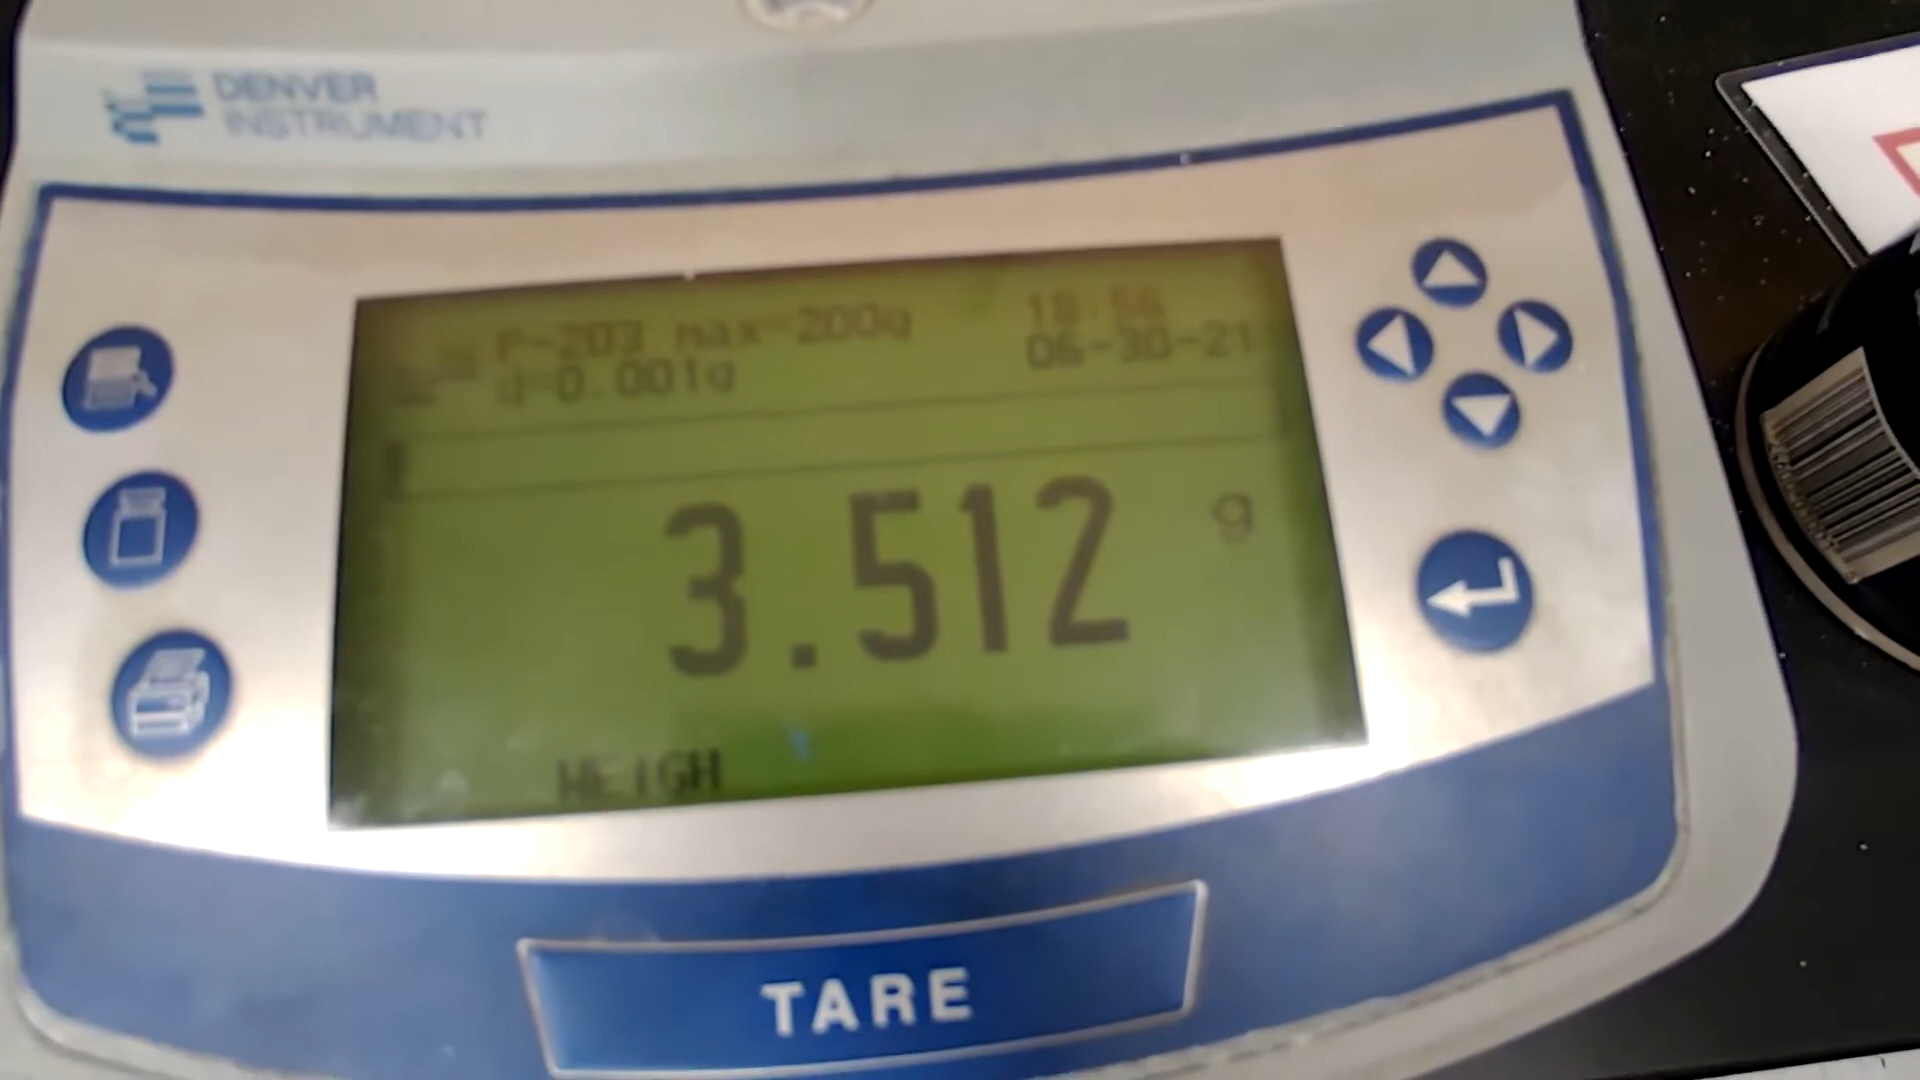 DENVER
INSTRUMENT
P-203 max=200g 18:56
d=0.001g 06-30-21
3.512 g
WEIGH
TARE